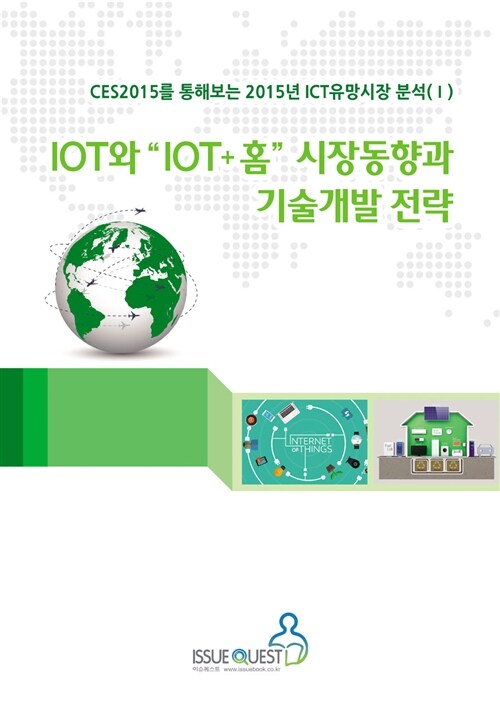 CES2015를 통해보는 2015년 ICT유망시장 분석( I )
IOT와 “IOT+홈” 시장동향과
기술개발 전략
INTERNET
OF THINGS
ISSUE QUEST
이슈퀘스트 www.issuebook.co.kr